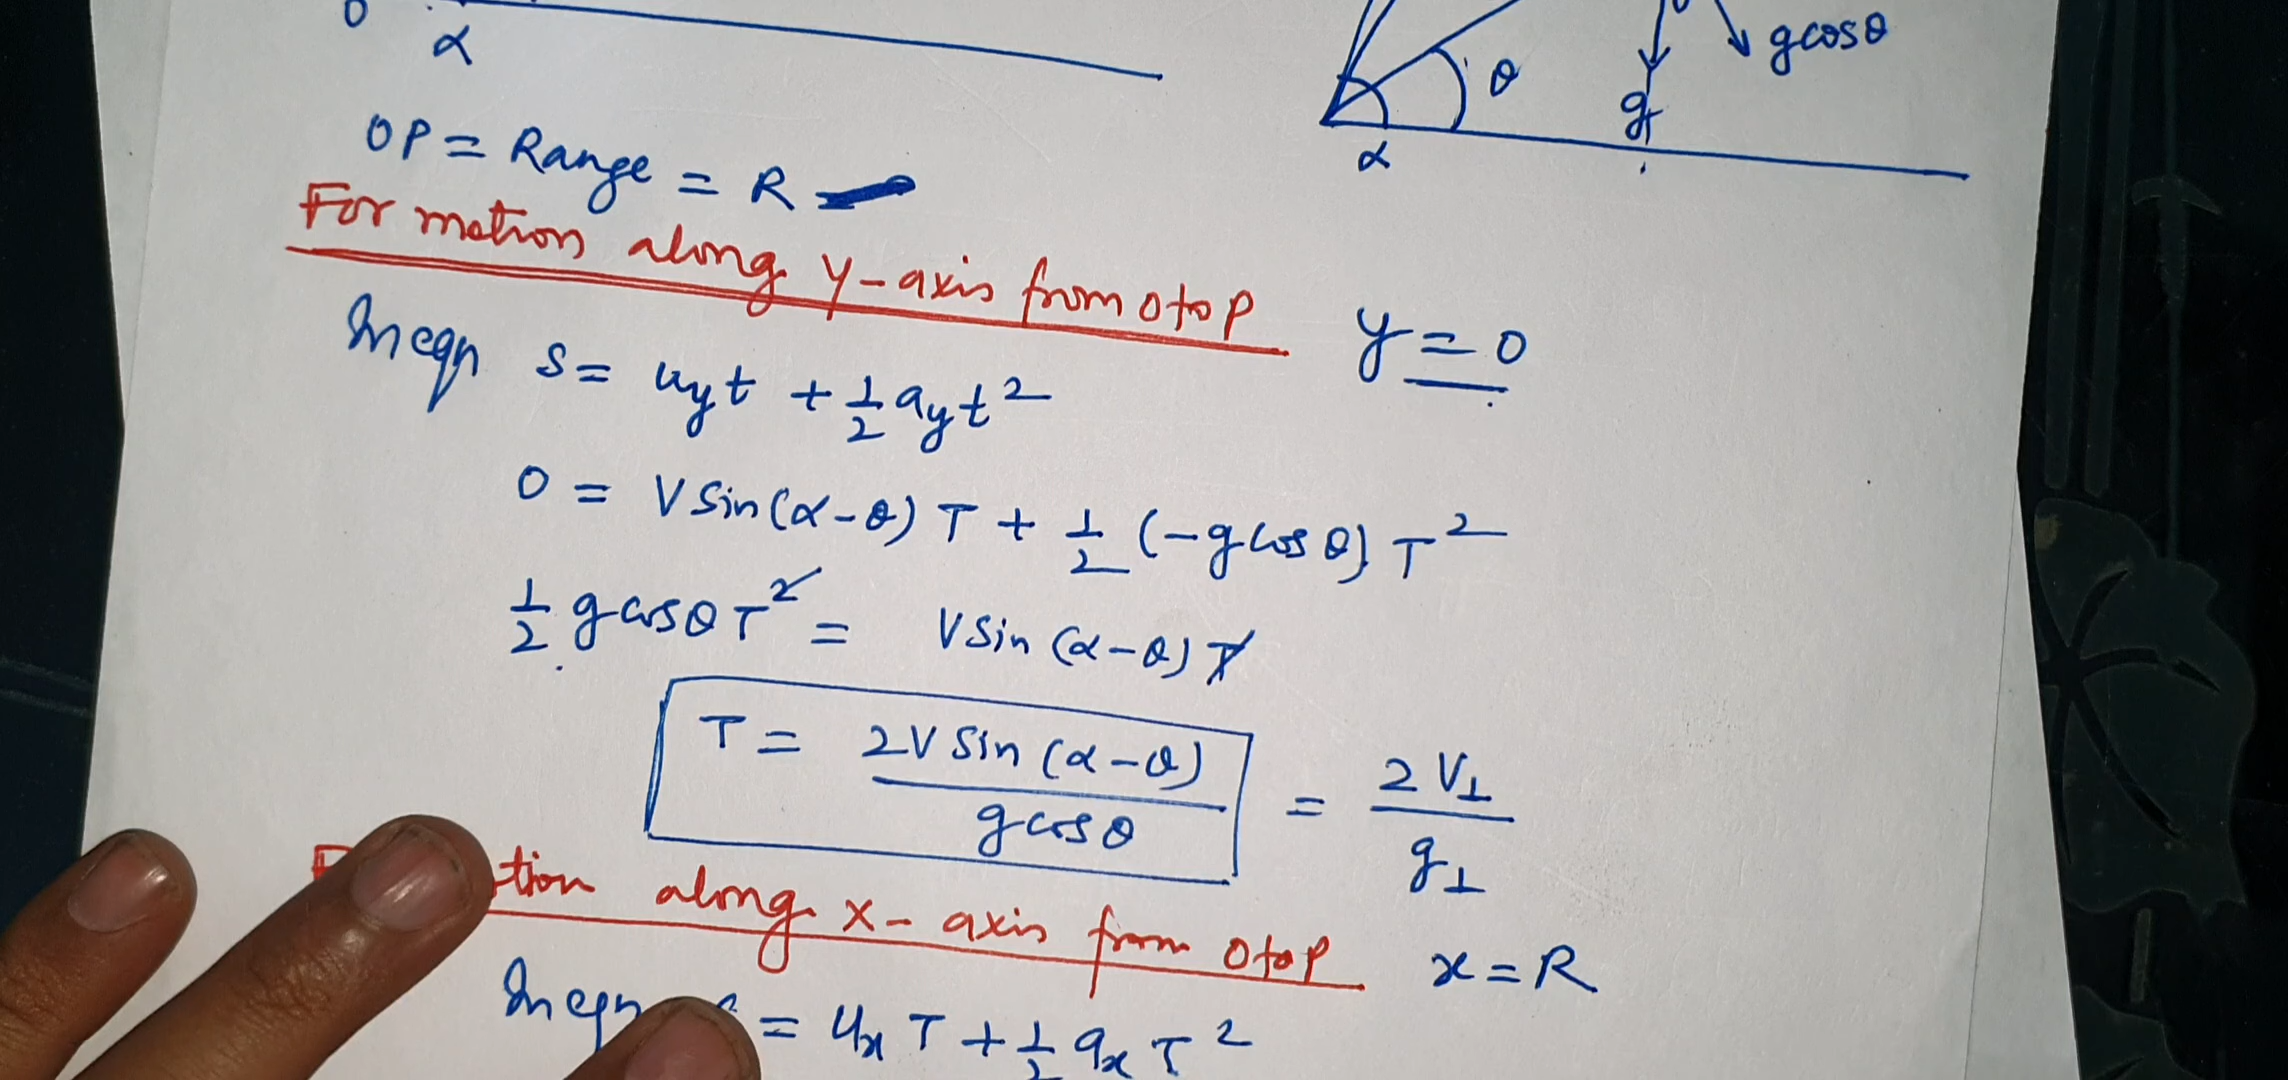 O
α
g cosθ
θ
g
α
OP = Range = R
For motion along y-axis from O to P
y = 0
In eqn s = uyt + 1/2 ayt²
0 = V Sin(α-θ) T + 1/2 (-g cos θ) T²
1/2 g cosθ T² = V Sin (α-θ) T
T = 2V Sin (α-θ) / g cosθ = 2V⊥ / g⊥
tion along x-axis from O to P
x = R
In eqn = ux T + 1/2 ax T²